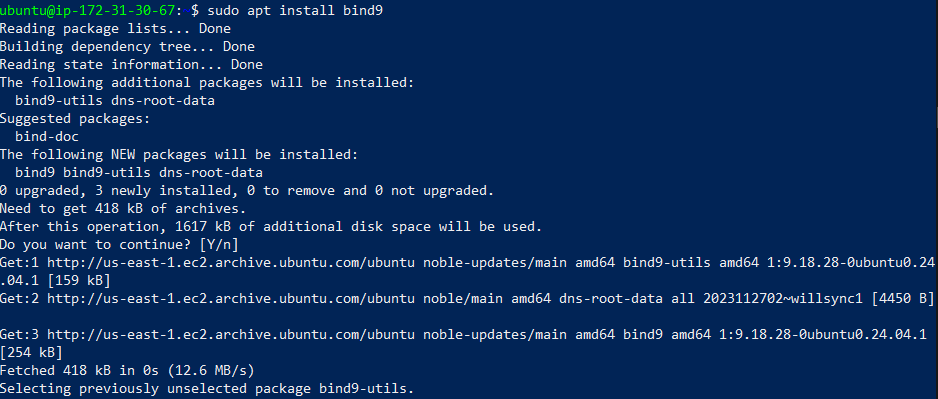 ubuntu@ip-172-31-30-67:~$ sudo apt install bind9
Reading package lists... Done
Building dependency tree... Done
Reading state information... Done
The following additional packages will be installed:
  bind9-utils dns-root-data
Suggested packages:
  bind-doc
The following NEW packages will be installed:
  bind9 bind9-utils dns-root-data
0 upgraded, 3 newly installed, 0 to remove and 0 not upgraded.
Need to get 418 kB of archives.
After this operation, 1617 kB of additional disk space will be used.
Do you want to continue? [Y/n]
Get:1 http://us-east-1.ec2.archive.ubuntu.com/ubuntu noble-updates/main amd64 bind9-utils amd64 1:9.18.28-0ubuntu0.24
.04.1 [159 kB]
Get:2 http://us-east-1.ec2.archive.ubuntu.com/ubuntu noble/main amd64 dns-root-data all 2023112702~willsync1 [4450 B]
Get:3 http://us-east-1.ec2.archive.ubuntu.com/ubuntu noble-updates/main amd64 bind9 amd64 1:9.18.28-0ubuntu0.24.04.1
[254 kB]
Fetched 418 kB in 0s (12.6 MB/s)
Selecting previously unselected package bind9-utils.